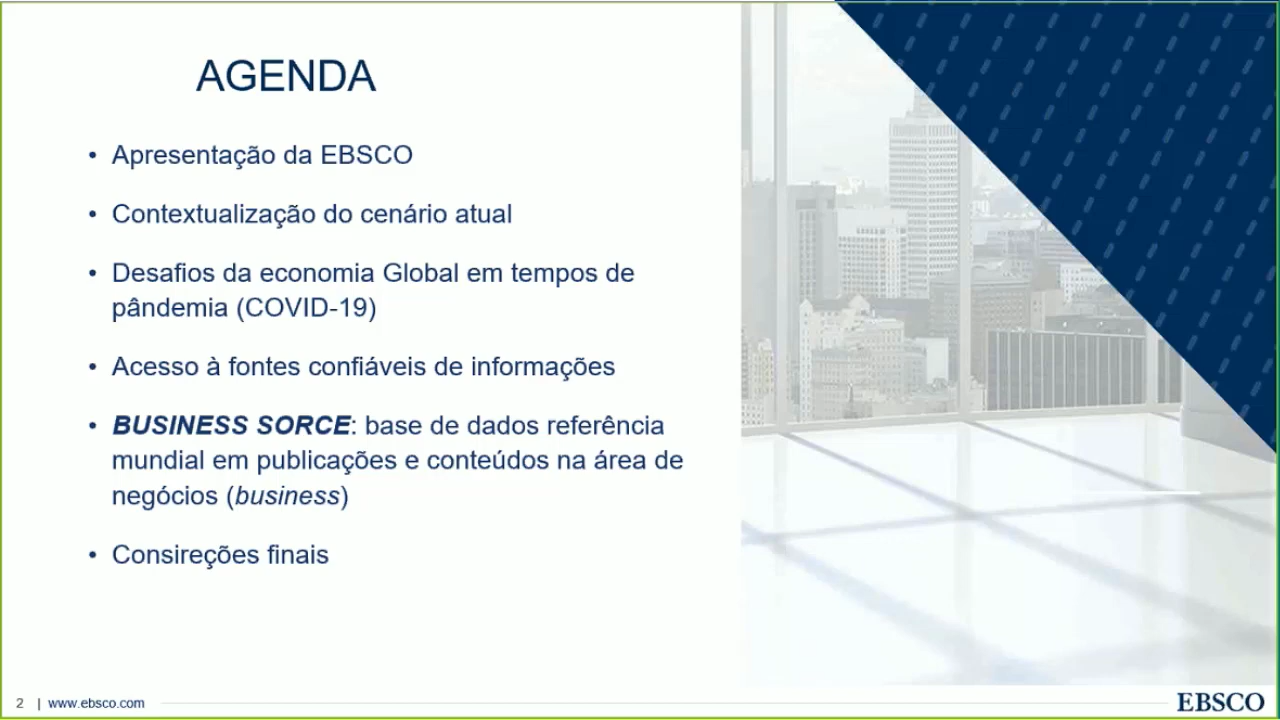 AGENDA
• Apresentação da EBSCO
• Contextualização do cenário atual
• Desafios da economia Global em tempos de
pândemia (COVID-19)
• Acesso à fontes confiáveis de informações
• BUSINESS SORCE: base de dados referência
mundial em publicações e conteúdos na área de
negócios (business)
• Consireções finais
2 | www.ebsco.com
EBSCO